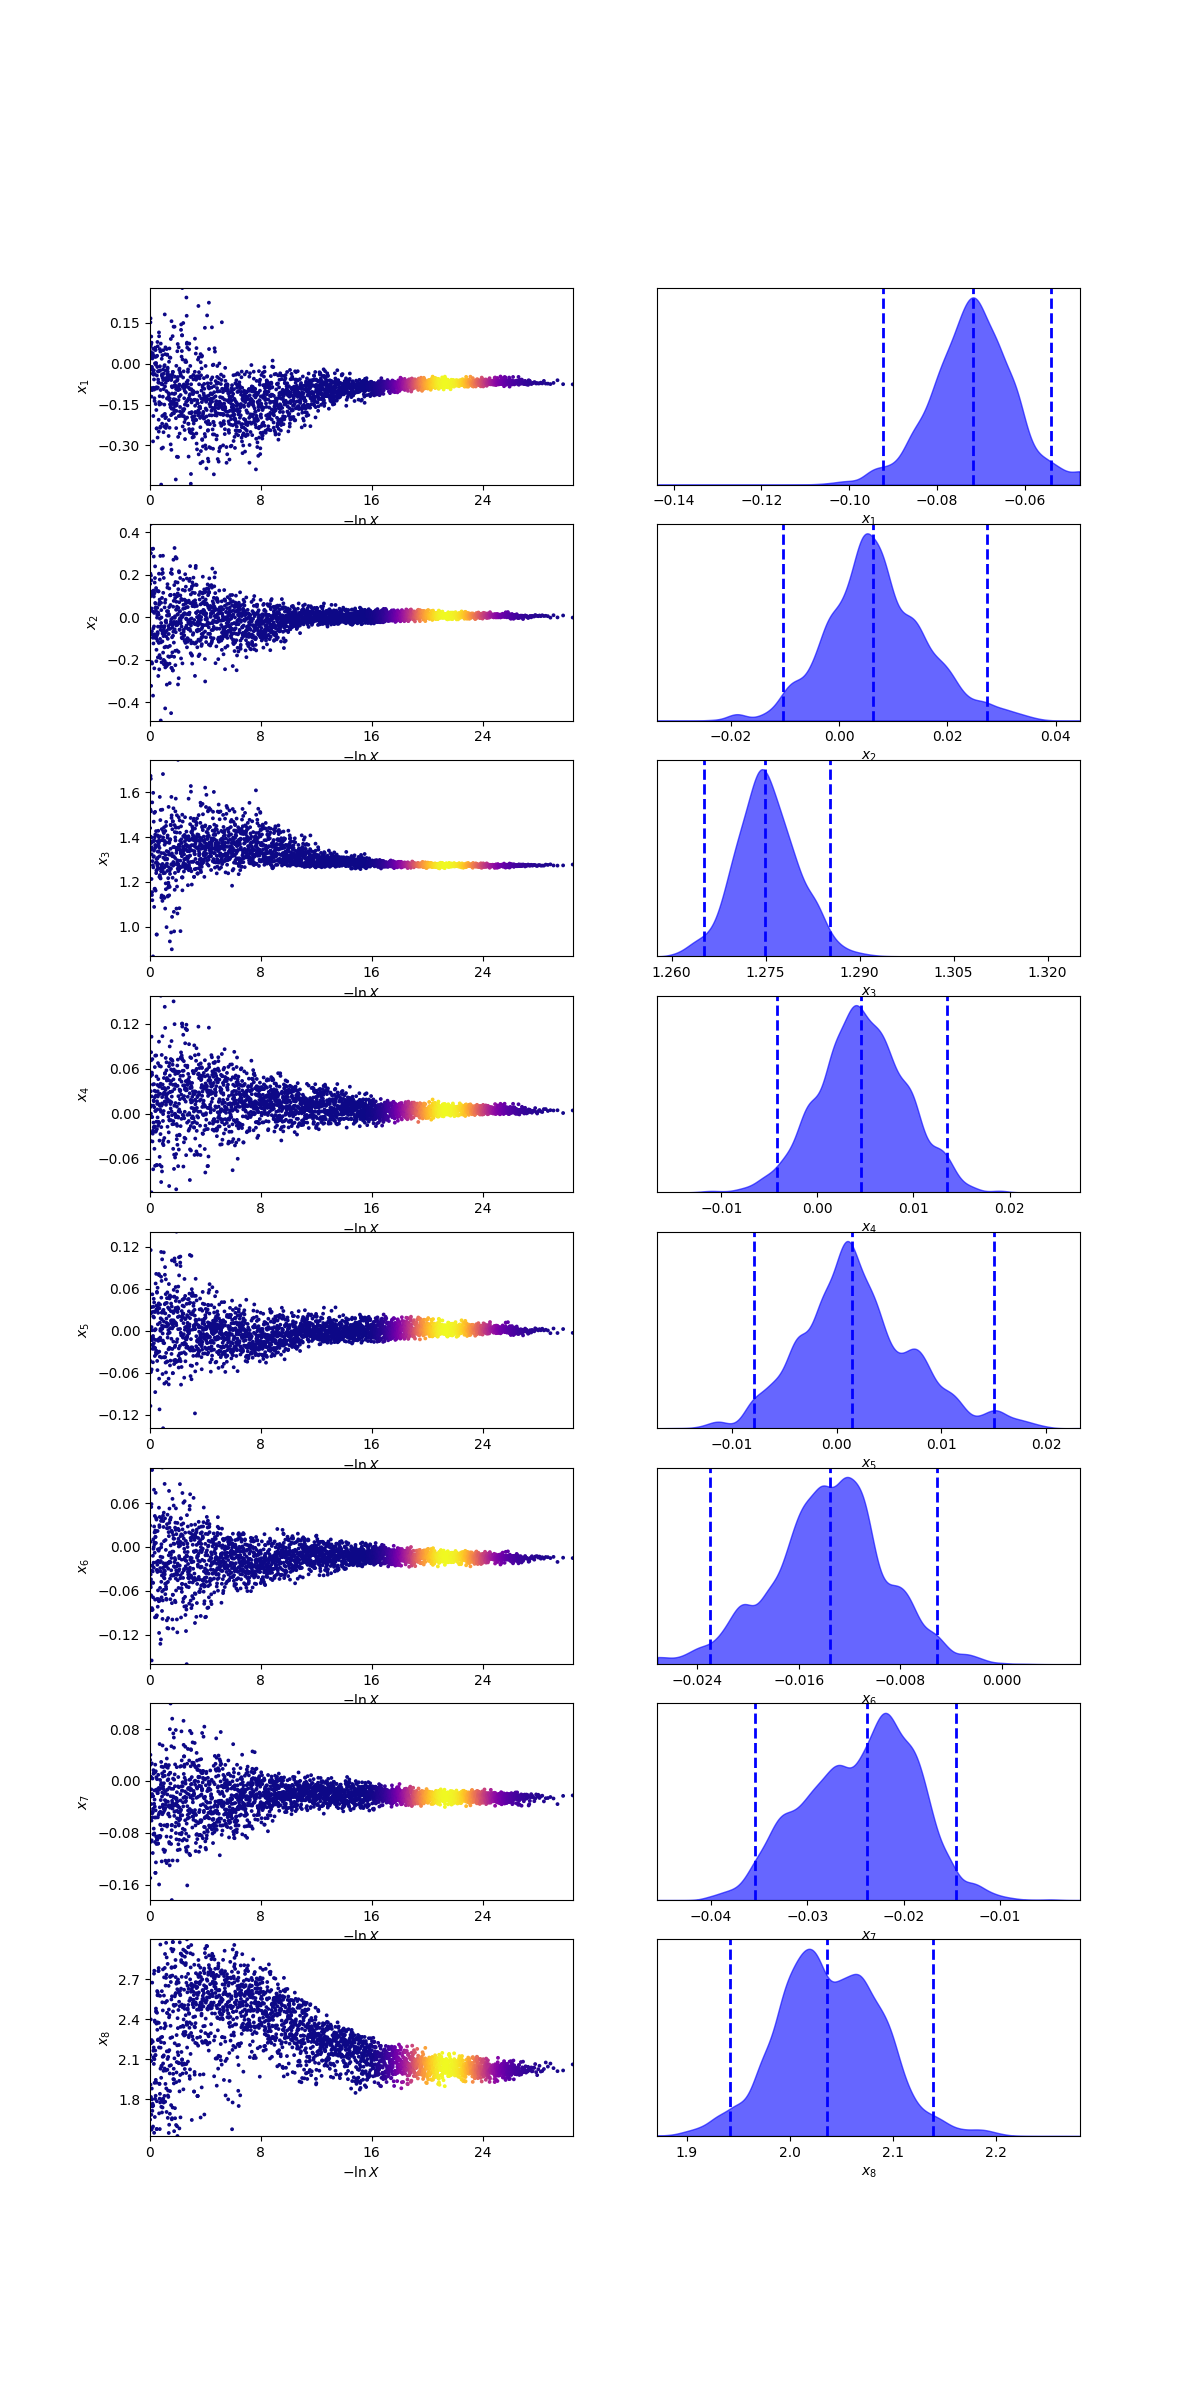 0.15
0.00
−0.15
−0.30
x₁
0 8 16 24
−ln X
−0.14 −0.12 −0.10 −0.08 −0.06
x₁
0.4
0.2
0.0
−0.2
−0.4
x₂
0 8 16 24
−ln X
−0.02 0.00 0.02 0.04
x₂
1.6
1.4
1.2
1.0
x₃
0 8 16 24
−ln X
1.260 1.275 1.290 1.305 1.320
x₃
0.12
0.06
0.00
−0.06
x₄
0 8 16 24
−ln X
−0.01 0.00 0.01 0.02
x₄
0.12
0.06
0.00
−0.06
−0.12
x₅
0 8 16 24
−ln X
−0.01 0.00 0.01 0.02
x₅
0.06
0.00
−0.06
−0.12
x₆
0 8 16 24
−ln X
−0.024 −0.016 −0.008 0.000
x₆
0.08
0.00
−0.08
−0.16
x₇
0 8 16 24
−ln X
−0.04 −0.03 −0.02 −0.01
x₇
2.7
2.4
2.1
1.8
x₈
0 8 16 24
−ln X
1.9 2.0 2.1 2.2
x₈